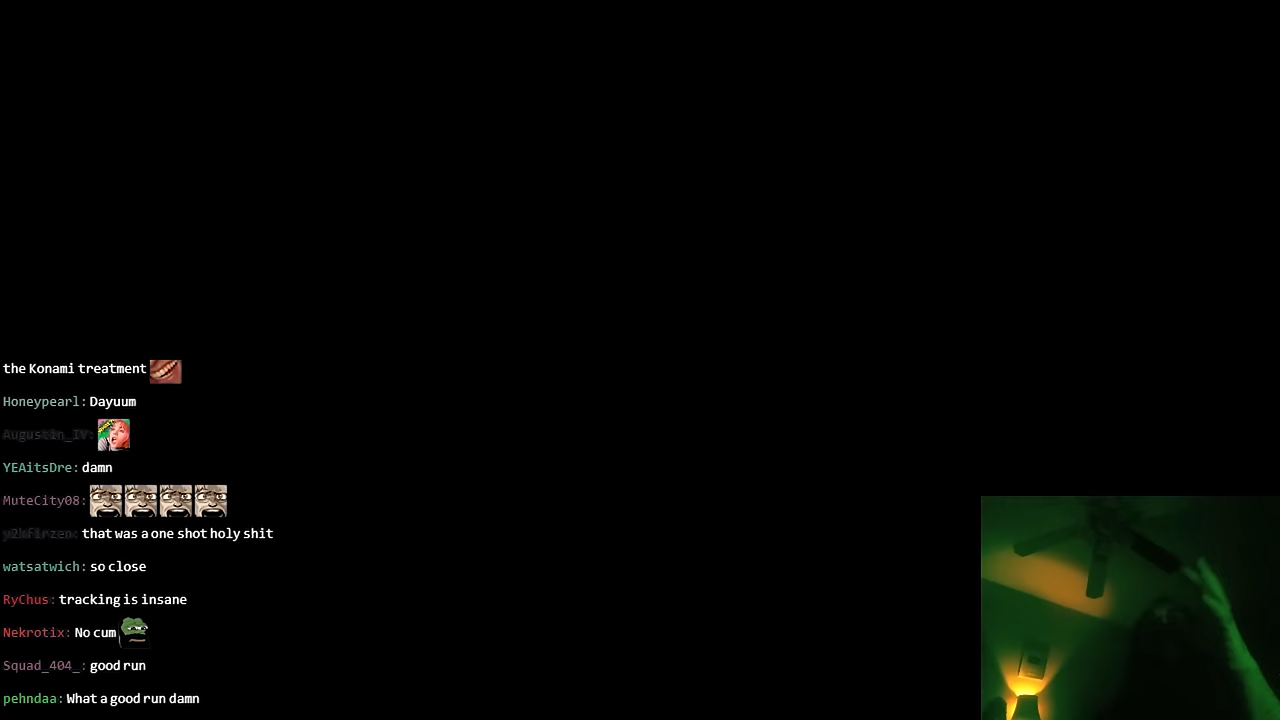 the Konami treatment
Honeypearl: Dayuum
Augustin_IV:
YEAitsDre: damn
MuteCity08:
that was a one shot holy shit
watsatwich: so close
RyChus: tracking is insane
Nekrotix: No cum
Squad_404_: good run
pehndaa: What a good run damn